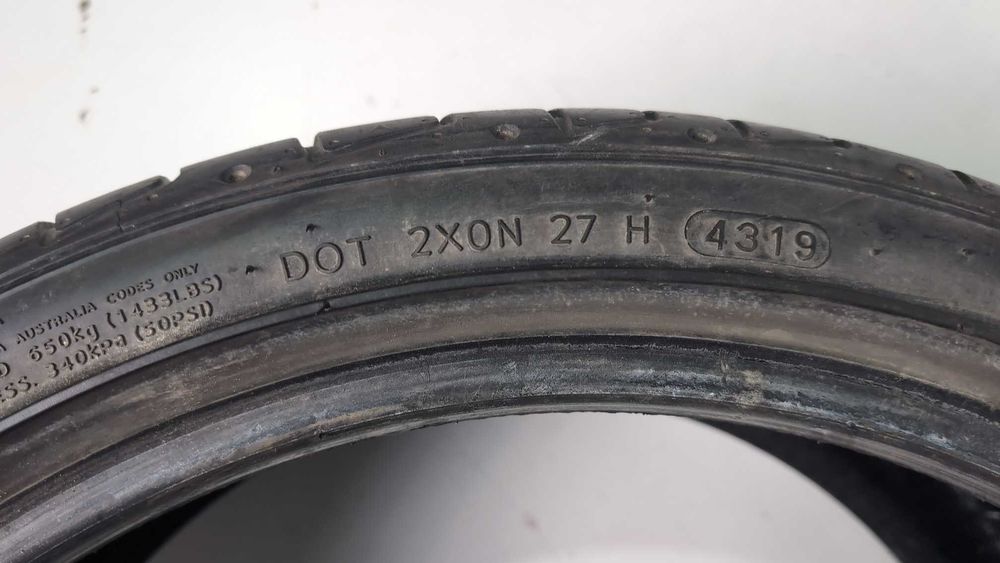 DOT 2X0N 27 H 4319
AUSTRALIA CODES ONLY
650kg (1433LBS)
340kPa (50PSI)